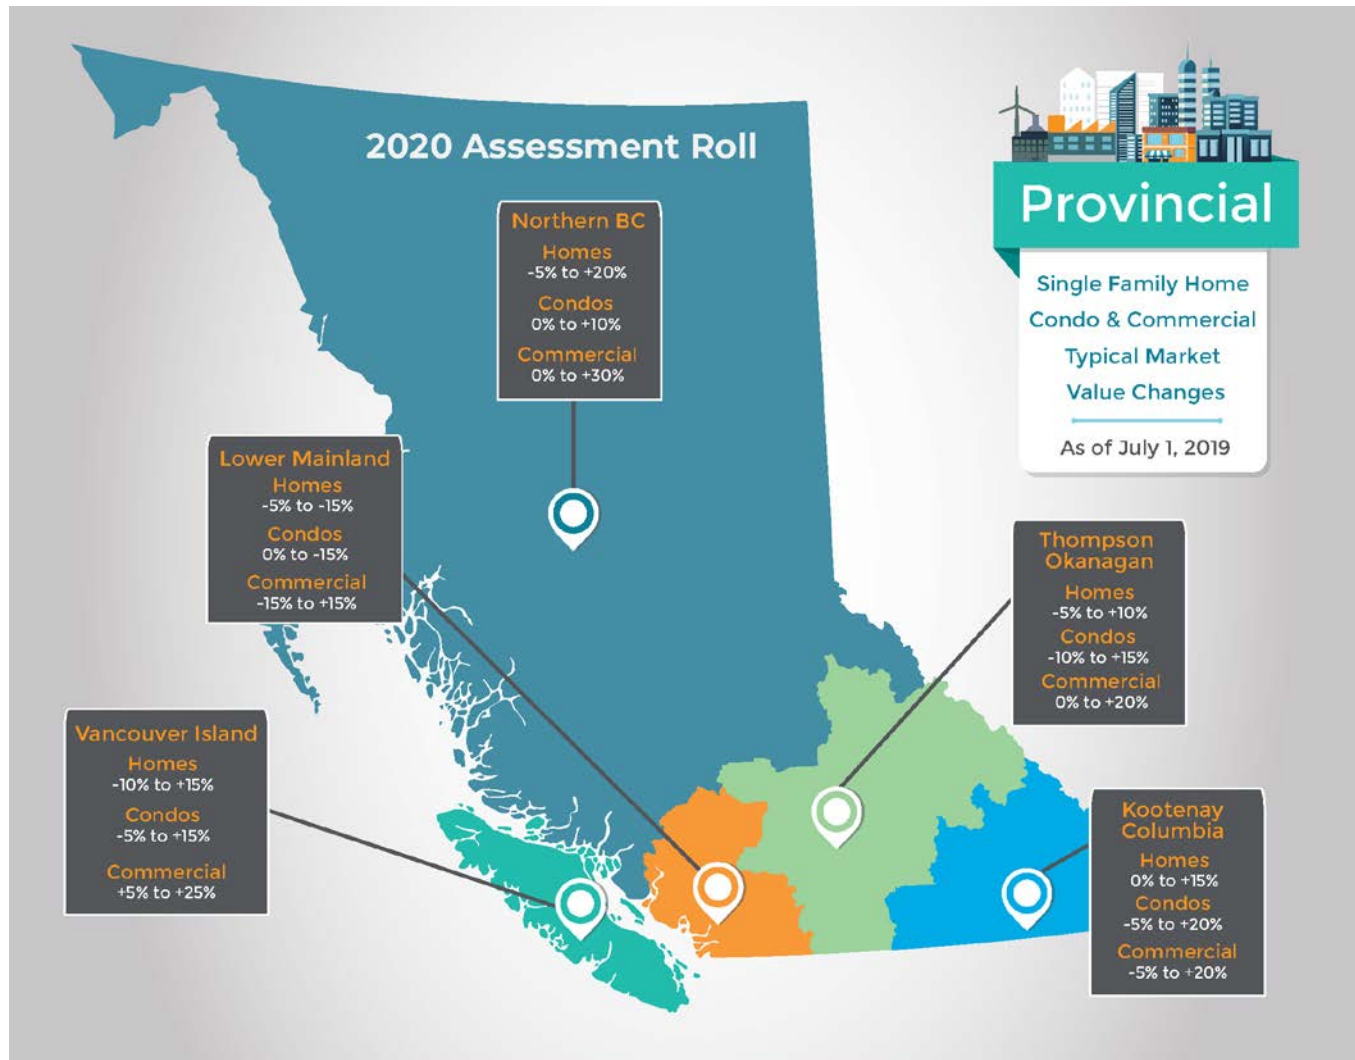 2020 Assessment Roll
Provincial
Single Family Home
Condo & Commercial
Typical Market
Value Changes
As of July 1, 2019
Northern BC
Homes
-5% to +20%
Condos
0% to +10%
Commercial
0% to +30%
Lower Mainland
Homes
-5% to -15%
Condos
0% to -15%
Commercial
-15% to +15%
Thompson
Okanagan
Homes
-5% to +10%
Condos
-10% to +15%
Commercial
0% to +20%
Vancouver Island
Homes
-10% to +15%
Condos
-5% to +15%
Commercial
+5% to +25%
Kootenay
Columbia
Homes
0% to +15%
Condos
-5% to +20%
Commercial
-5% to +20%